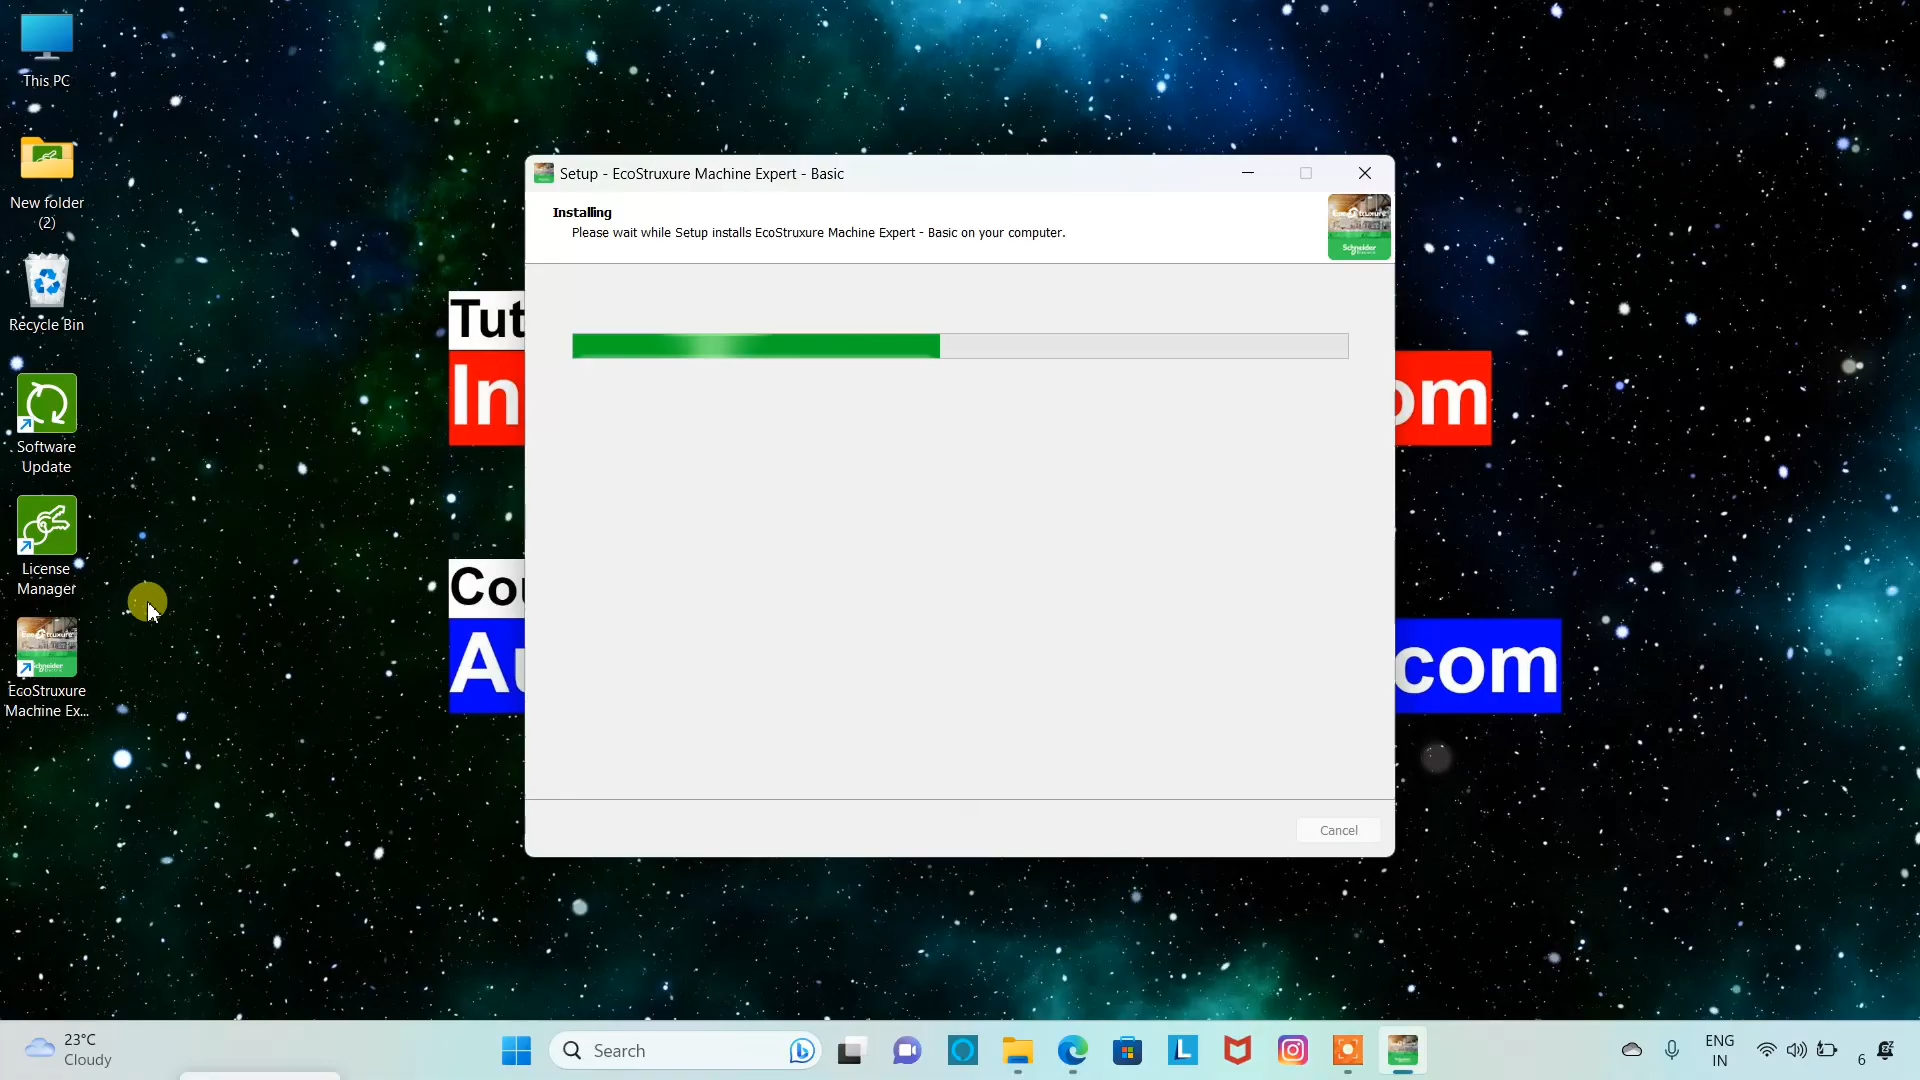 This PC
New folder
(2)
Recycle Bin
Software
Update
License
Manager
EcoStruxure
Machine Ex...
Setup - EcoStruxure Machine Expert - Basic
Installing
Please wait while Setup installs EcoStruxure Machine Expert - Basic on your computer.
Schneider
Cancel
Tut
In
om
Cou
Au
.com
23°C
Cloudy
Search
ENG
IN
6